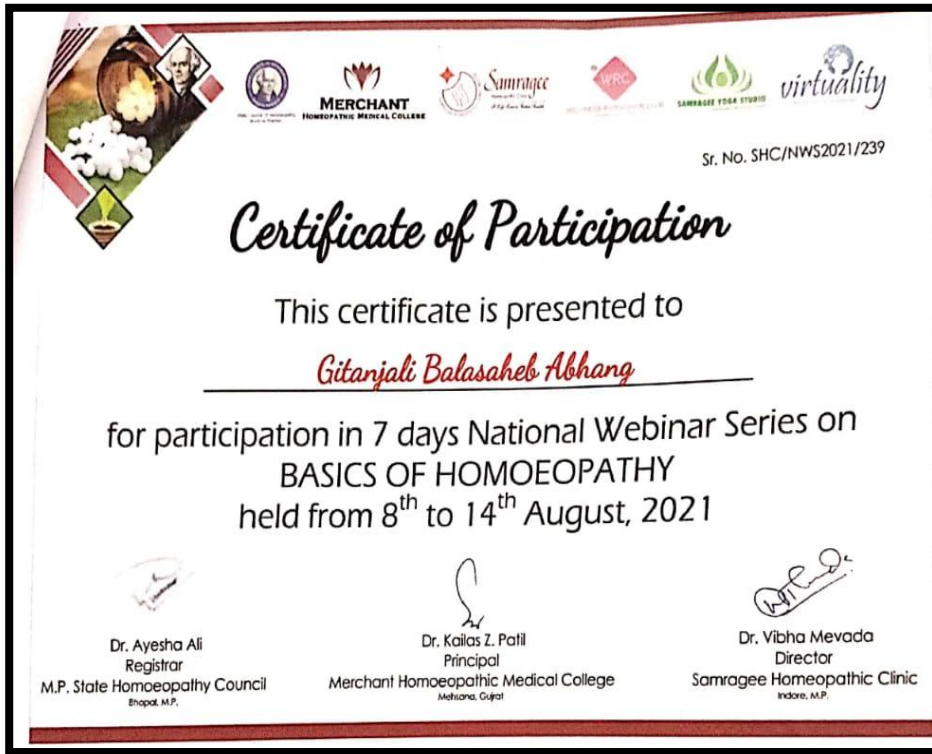 MERCHANT
HOMOEOPATHIC MEDICAL COLLEGE
Samragee
WRC
SAMRAGEE YOGA STUDIO
virtuality
Sr. No. SHC/NWS2021/239
Certificate of Participation
This certificate is presented to
Gitanjali Balasaheb Abhang
for participation in 7 days National Webinar Series on
BASICS OF HOMOEOPATHY
held from 8th to 14th August, 2021
Dr. Ayesha Ali
Registrar
M.P. State Homoeopathy Council
Bhopal, M.P.
Dr. Kailas Z. Patil
Principal
Merchant Homoeopathic Medical College
Mehsana, Gujrat
Dr. Vibha Mevada
Director
Samragee Homeopathic Clinic
Indore, M.P.